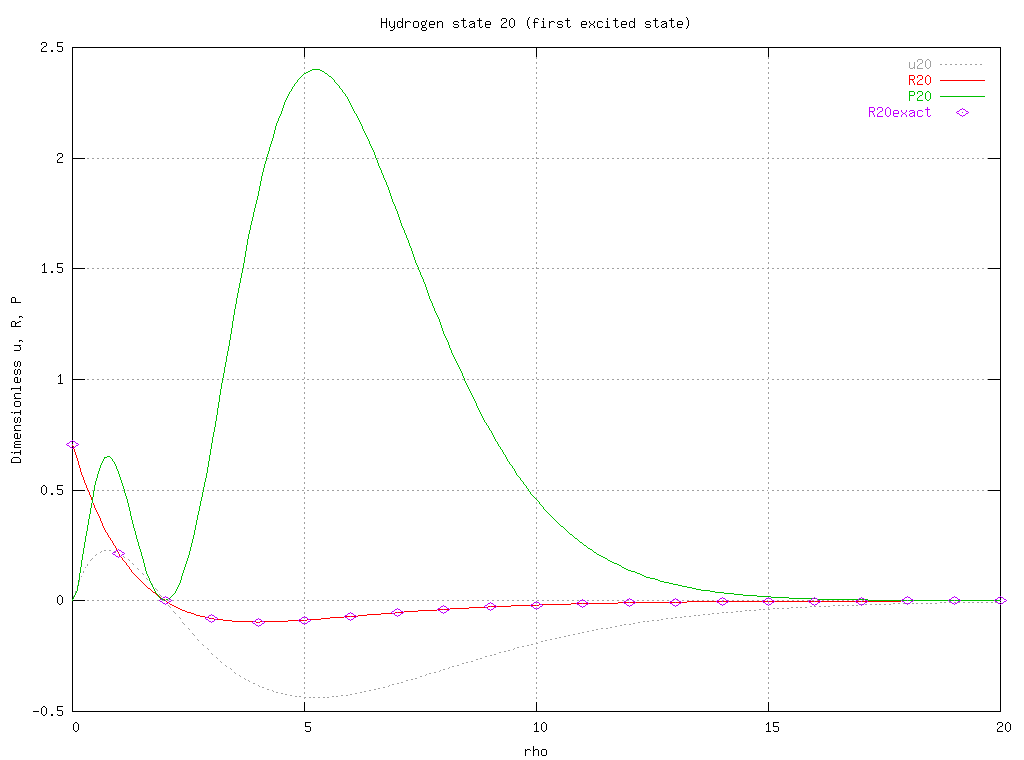 Hydrogen state 20 (first excited state)
2.5
2
1.5
1
0.5
0
-0.5
Dimensionless u, R, P
u20
R20
P20
R20exact
0
5
10
15
20
rho